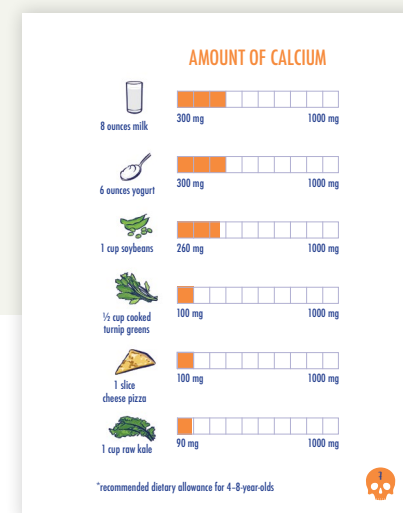 AMOUNT OF CALCIUM
8 ounces milk
300 mg 1000 mg
6 ounces yogurt
300 mg 1000 mg
1 cup soybeans
260 mg 1000 mg
½ cup cooked
turnip greens
100 mg 1000 mg
1 slice
cheese pizza
100 mg 1000 mg
1 cup raw kale
90 mg 1000 mg
*recommended dietary allowance for 4–8-year-olds